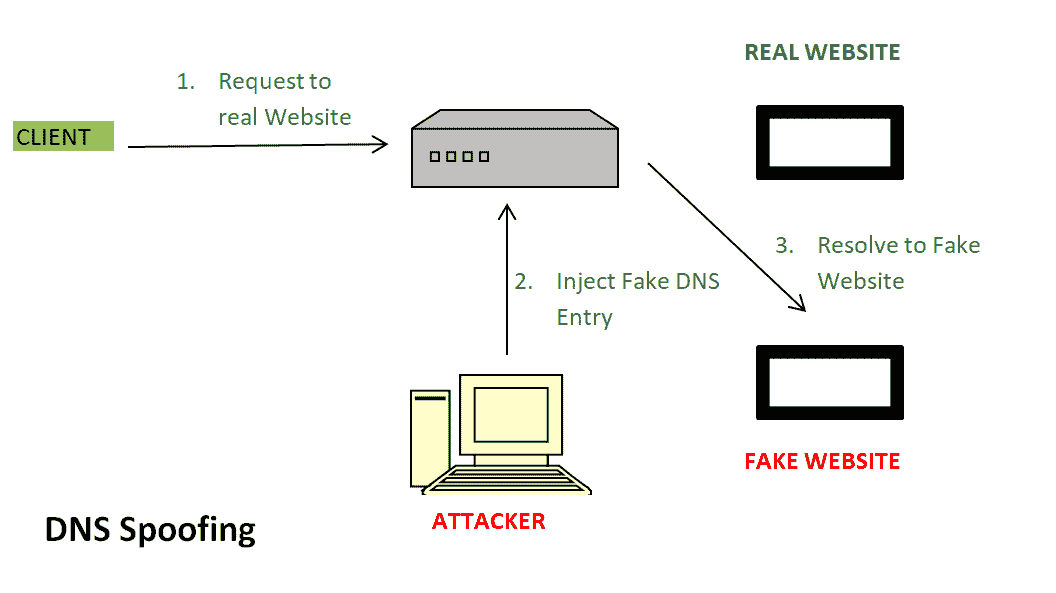 REAL WEBSITE
1. Request to
real Website
CLIENT
3. Resolve to Fake
Website
2. Inject Fake DNS
Entry
FAKE WEBSITE
ATTACKER
DNS Spoofing